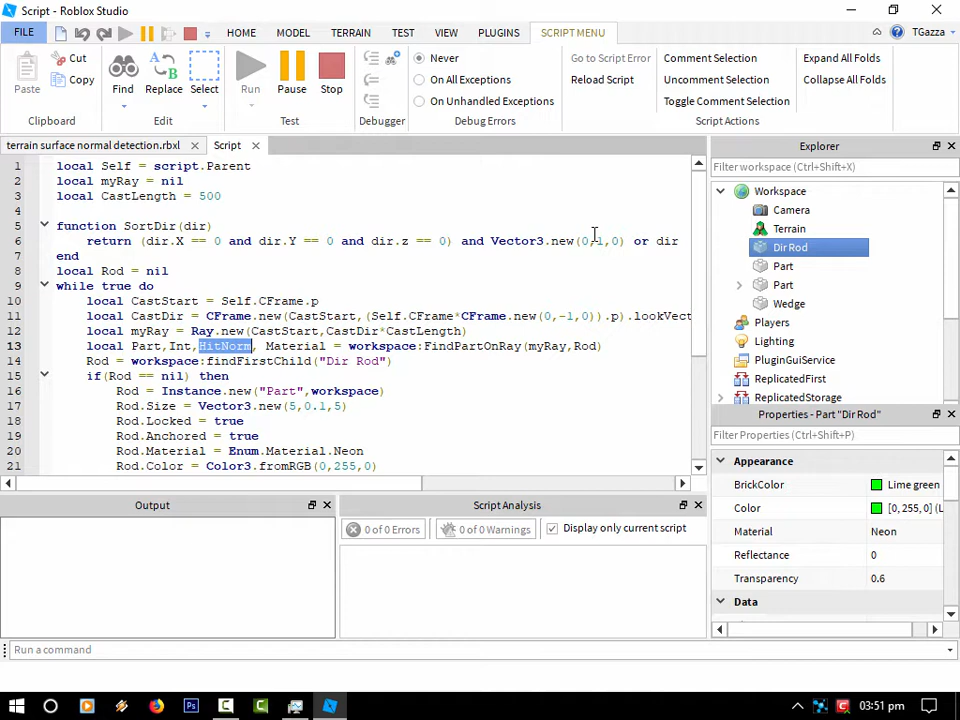 Script - Roblox Studio
FILE HOME MODEL TERRAIN TEST VIEW PLUGINS SCRIPT MENU TGazza
Paste Cut Copy Clipboard
Find Replace Select Edit
Run Pause Stop Test
Debugger
Never
On All Exceptions
On Unhandled Exceptions
Go to Script Error
Reload Script
Debug Errors
Comment Selection
Uncomment Selection
Toggle Comment Selection
Expand All Folds
Collapse All Folds
Script Actions
terrain surface normal detection.rbxl Script
1 local Self = script.Parent
2 local myRay = nil
3 local CastLength = 500
4
5 function SortDir(dir)
6 return (dir.X == 0 and dir.Y == 0 and dir.z == 0) and Vector3.new(0,1,0) or dir
7 end
8 local Rod = nil
9 while true do
10 local CastStart = Self.CFrame.p
11 local CastDir = CFrame.new(CastStart,(Self.CFrame*CFrame.new(0,-1,0)).p).lookVect
12 local myRay = Ray.new(CastStart,CastDir*CastLength)
13 local Part,Int,HitNorm, Material = workspace:FindPartOnRay(myRay,Rod)
14 Rod = workspace:findFirstChild("Dir Rod")
15 if(Rod == nil) then
16 Rod = Instance.new("Part",workspace)
17 Rod.Size = Vector3.new(5,0.1,5)
18 Rod.Locked = true
19 Rod.Anchored = true
20 Rod.Material = Enum.Material.Neon
21 Rod.Color = Color3.fromRGB(0,255,0)
Explorer
Filter workspace (Ctrl+Shift+X)
Workspace
Camera
Terrain
Dir Rod
Part
Part
Wedge
Players
Lighting
PluginGuiService
ReplicatedFirst
ReplicatedStorage
Properties - Part "Dir Rod"
Filter Properties (Ctrl+Shift+P)
Appearance
BrickColor Lime green
Color [0, 255, 0] (L
Material Neon
Reflectance 0
Transparency 0.6
Data
Output
Script Analysis
0 of 0 Errors 0 of 0 Warnings Display only current script
Run a command
03:51 pm